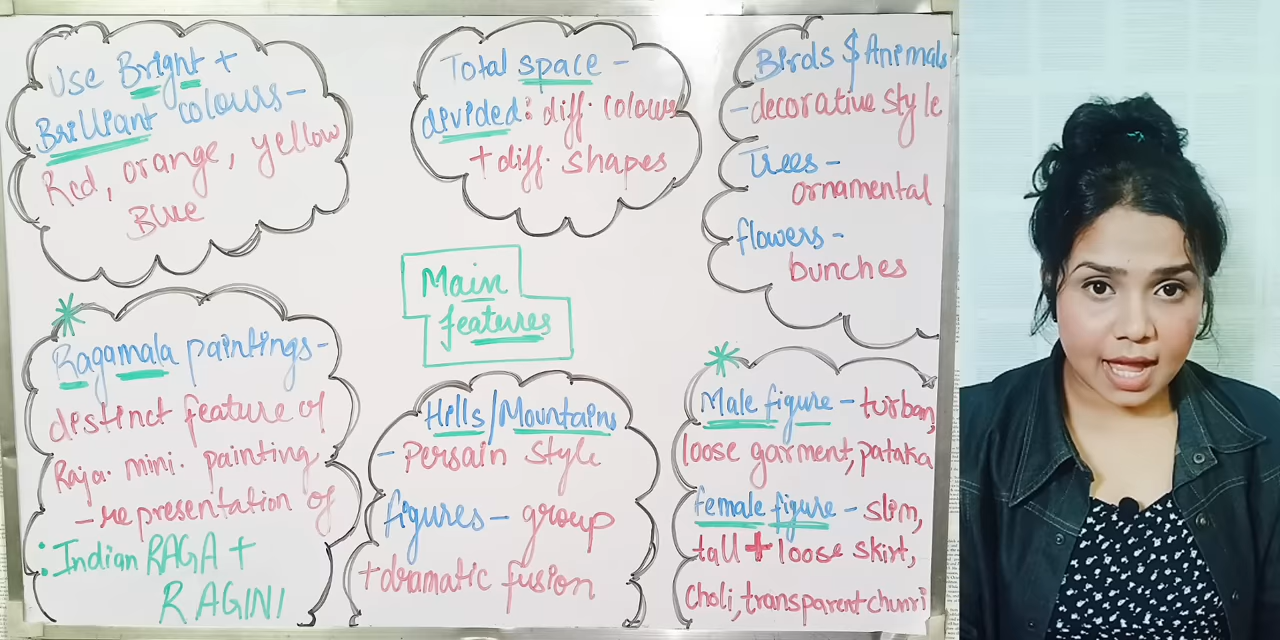 Use Bright +
Brilliant colours -
Red, orange, yellow
Blue
Total space -
divided: diff. colours
+ diff. shapes
Birds & Animals
- decorative style
Trees -
ornamental
flowers -
bunches
Main
features
Ragamala paintings -
distinct feature of
Raja. mini. painting
- representation of
: Indian RAGA +
RAGINI
Hills/Mountains
- Persain style
figures - group
+ dramatic fusion
Male figure - turban,
loose garment, pataka
female figure - slim,
tall + loose skirt,
choli, transparent chunri